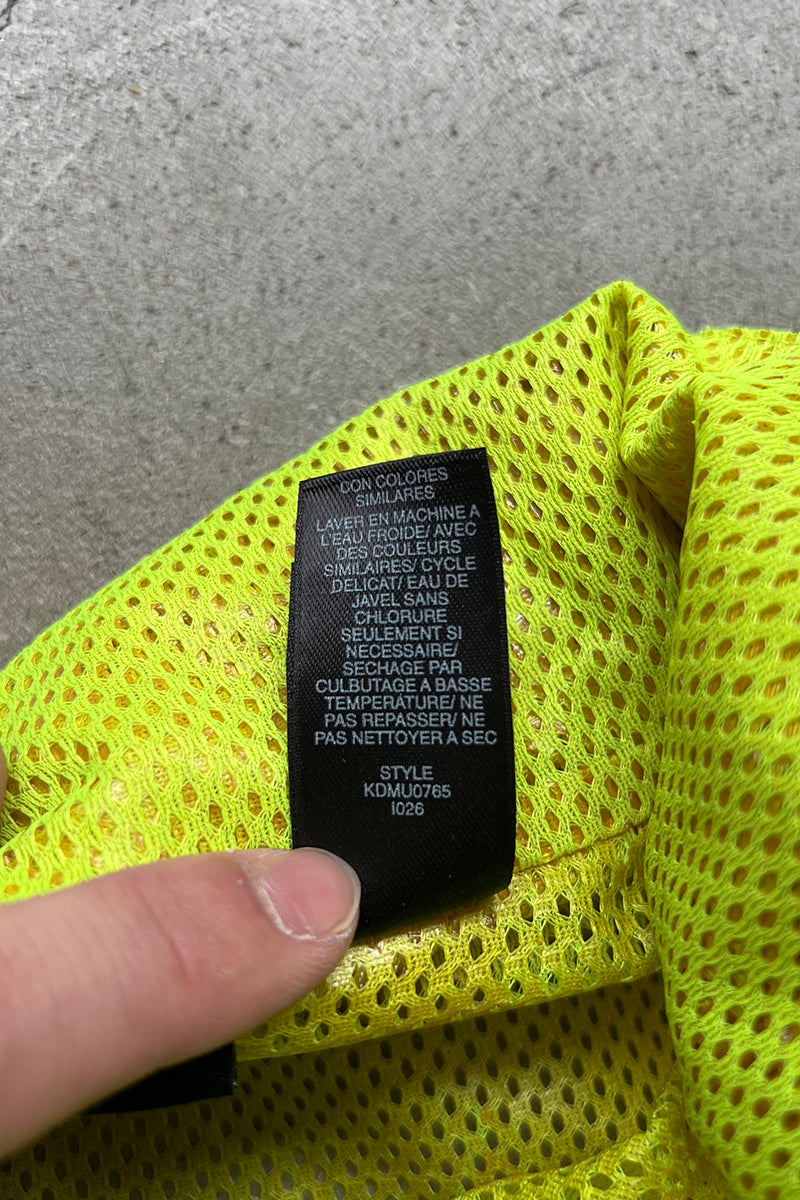 CON COLORES
SIMILARES
LAVER EN MACHINE A
L'EAU FROIDE/ AVEC
DES COULEURS
SIMILAIRES/ CYCLE
DELICAT/ EAU DE
JAVEL SANS
CHLORURE
SEULEMENT SI
NECESSAIRE/
SECHAGE PAR
CULBUTAGE A BASSE
TEMPERATURE/ NE
PAS REPASSER/ NE
PAS NETTOYER A SEC
STYLE
KDMU0765
I026